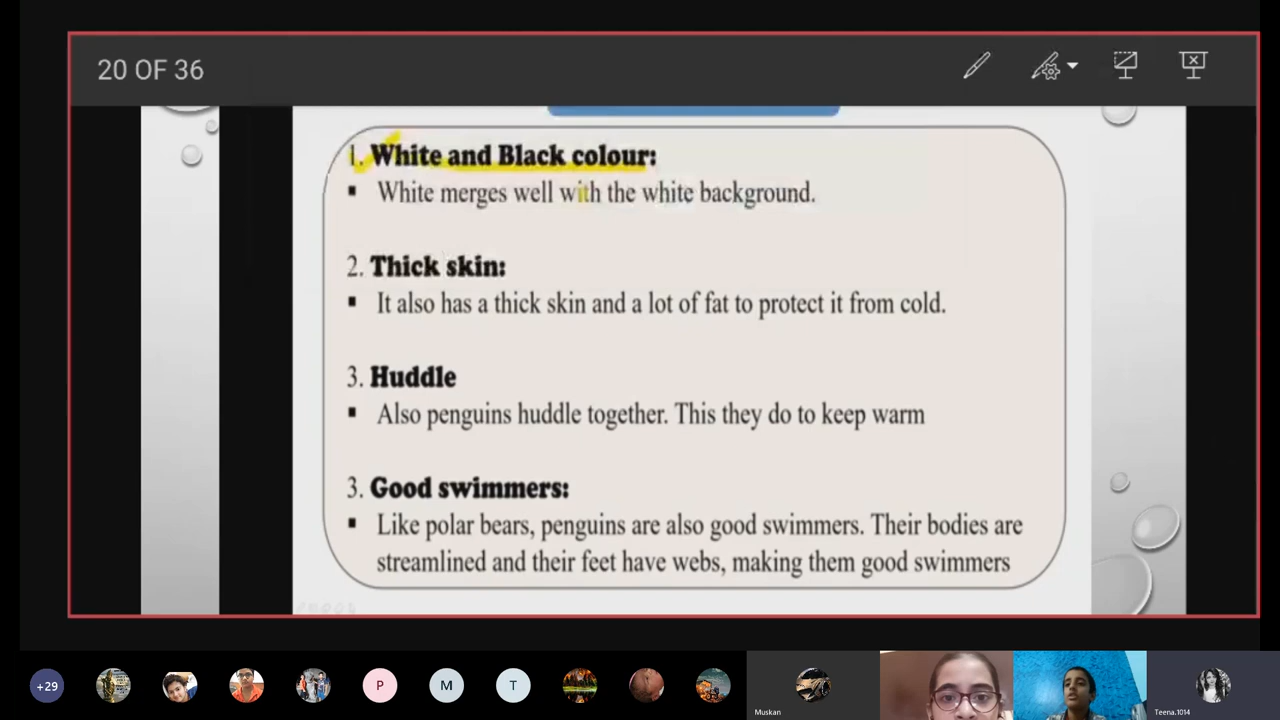 20 OF 36
1. White and Black colour:
▪ White merges well with the white background.
2. Thick skin:
▪ It also has a thick skin and a lot of fat to protect it from cold.
3. Huddle
▪ Also penguins huddle together. This they do to keep warm
3. Good swimmers:
▪ Like polar bears, penguins are also good swimmers. Their bodies are
streamlined and their feet have webs, making them good swimmers
+29
P
M
T
Muskan
Teena.1014